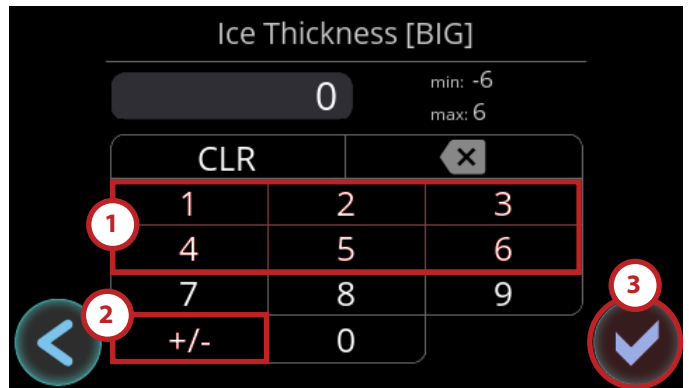 Ice Thickness [BIG]
0 min: -6
max: 6
CLR
1 2 3
1
4 5 6
7 8 9
3
2
+/- 0